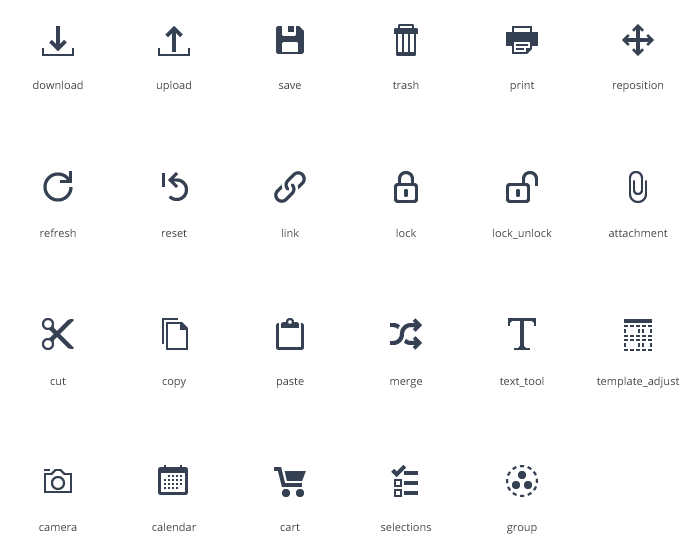 download upload save trash print reposition
refresh reset link lock lock_unlock attachment
cut copy paste merge text_tool template_adjust
camera calendar cart selections group